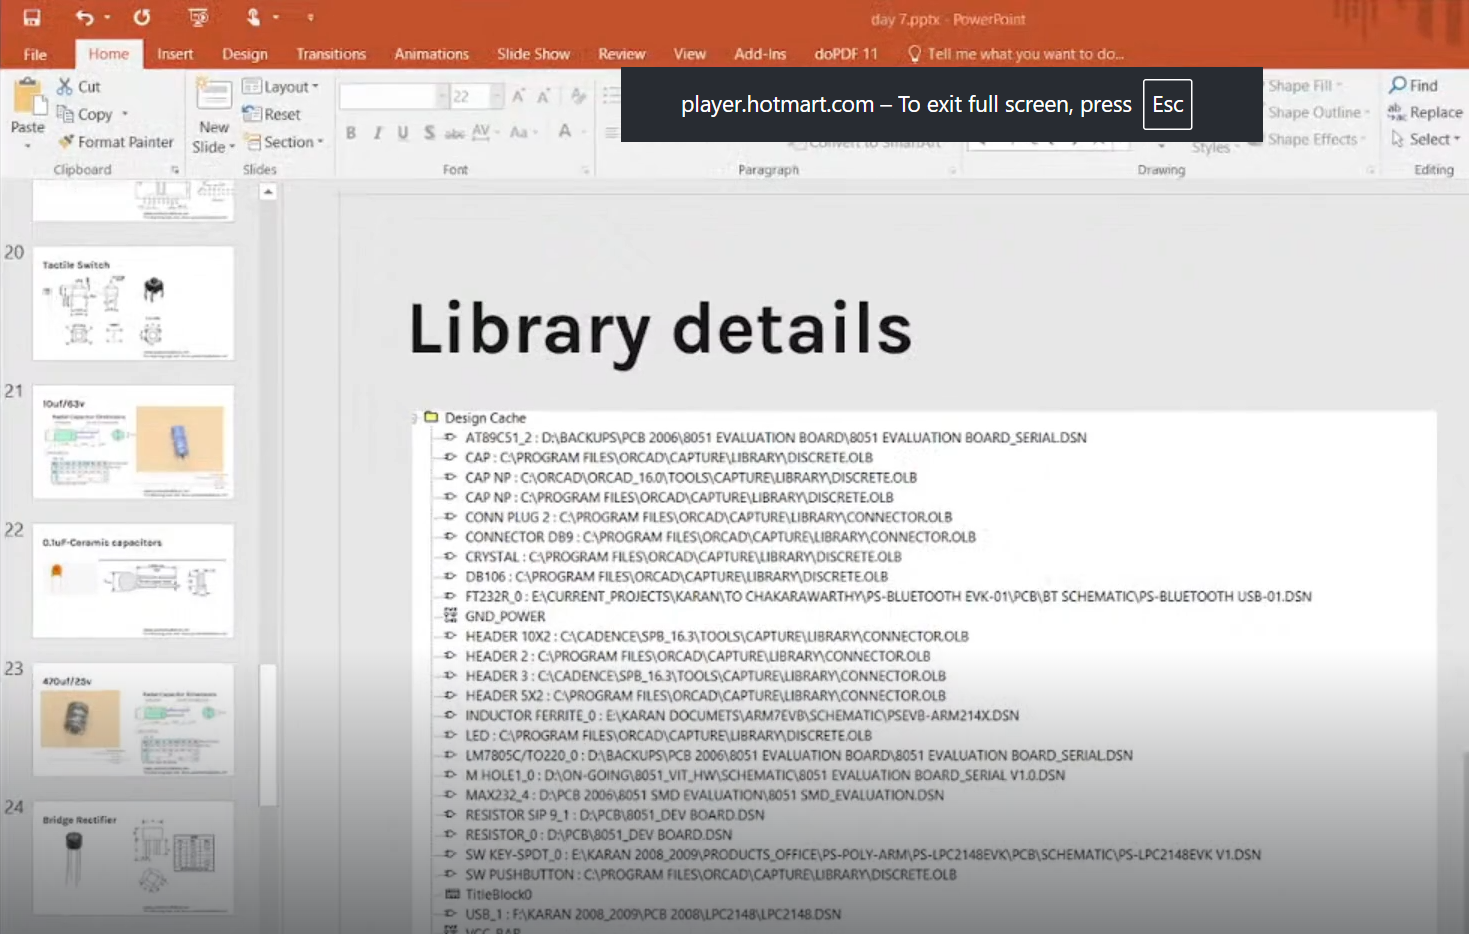 day 7.pptx - PowerPoint
File Home Insert Design Transitions Animations Slide Show Review View Add-Ins doPDF 11 Tell me what you want to do...
player.hotmart.com – To exit full screen, press Esc
Paste
Cut
Copy
Format Painter
Clipboard
New
Slide
Layout
Reset
Section
Slides
22
B I U S abc AV Aa A
Font
Convert to SmartArt
Paragraph
Styles
Shape Fill
Shape Outline
Shape Effects
Drawing
Find
Replace
Select
Editing
20
Tactile Switch
21
10uf/63v
Radial Capacitor Dimensions
22
0.1uF-Ceramic capacitors
23
470uf/25v
Radial Capacitor Dimensions
24
Bridge Rectifier
Library details
Design Cache
AT89C51_2 : D:\BACKUPS\PCB 2006\8051 EVALUATION BOARD\8051 EVALUATION BOARD_SERIAL.DSN
CAP : C:\PROGRAM FILES\ORCAD\CAPTURE\LIBRARY\DISCRETE.OLB
CAP NP : C:\ORCAD\ORCAD_16.0\TOOLS\CAPTURE\LIBRARY\DISCRETE.OLB
CAP NP : C:\PROGRAM FILES\ORCAD\CAPTURE\LIBRARY\DISCRETE.OLB
CONN PLUG 2 : C:\PROGRAM FILES\ORCAD\CAPTURE\LIBRARY\CONNECTOR.OLB
CONNECTOR DB9 : C:\PROGRAM FILES\ORCAD\CAPTURE\LIBRARY\CONNECTOR.OLB
CRYSTAL : C:\PROGRAM FILES\ORCAD\CAPTURE\LIBRARY\DISCRETE.OLB
DB106 : C:\PROGRAM FILES\ORCAD\CAPTURE\LIBRARY\DISCRETE.OLB
FT232R_0 : E:\CURRENT_PROJECTS\KARAN\TO CHAKARAWARTHY\PS-BLUETOOTH EVK-01\PCB\BT SCHEMATIC\PS-BLUETOOTH USB-01.DSN
GND_POWER
HEADER 10X2 : C:\CADENCE\SPB_16.3\TOOLS\CAPTURE\LIBRARY\CONNECTOR.OLB
HEADER 2 : C:\PROGRAM FILES\ORCAD\CAPTURE\LIBRARY\CONNECTOR.OLB
HEADER 3 : C:\CADENCE\SPB_16.3\TOOLS\CAPTURE\LIBRARY\CONNECTOR.OLB
HEADER 5X2 : C:\PROGRAM FILES\ORCAD\CAPTURE\LIBRARY\CONNECTOR.OLB
INDUCTOR FERRITE_0 : E:\KARAN DOCUMETS\ARM7EVB\SCHEMATIC\PSEVB-ARM214X.DSN
LED : C:\PROGRAM FILES\ORCAD\CAPTURE\LIBRARY\DISCRETE.OLB
LM7805C/TO220_0 : D:\BACKUPS\PCB 2006\8051 EVALUATION BOARD\8051 EVALUATION BOARD_SERIAL.DSN
M HOLE1_0 : D:\ON-GOING\8051_VIT_HW\SCHEMATIC\8051 EVALUATION BOARD_SERIAL V1.0.DSN
MAX232_4 : D:\PCB 2006\8051 SMD EVALUATION\8051 SMD_EVALUATION.DSN
RESISTOR SIP 9_1 : D:\PCB\8051_DEV BOARD.DSN
RESISTOR_0 : D:\PCB\8051_DEV BOARD.DSN
SW KEY-SPDT_0 : E:\KARAN 2008_2009\PRODUCTS_OFFICE\PS-POLY-ARM\PS-LPC2148EVK\PCB\SCHEMATIC\PS-LPC2148EVK V1.DSN
SW PUSHBUTTON : C:\PROGRAM FILES\ORCAD\CAPTURE\LIBRARY\DISCRETE.OLB
TitleBlock0
USB_1 : F:\KARAN 2008_2009\PCB 2008\LPC2148\LPC2148.DSN